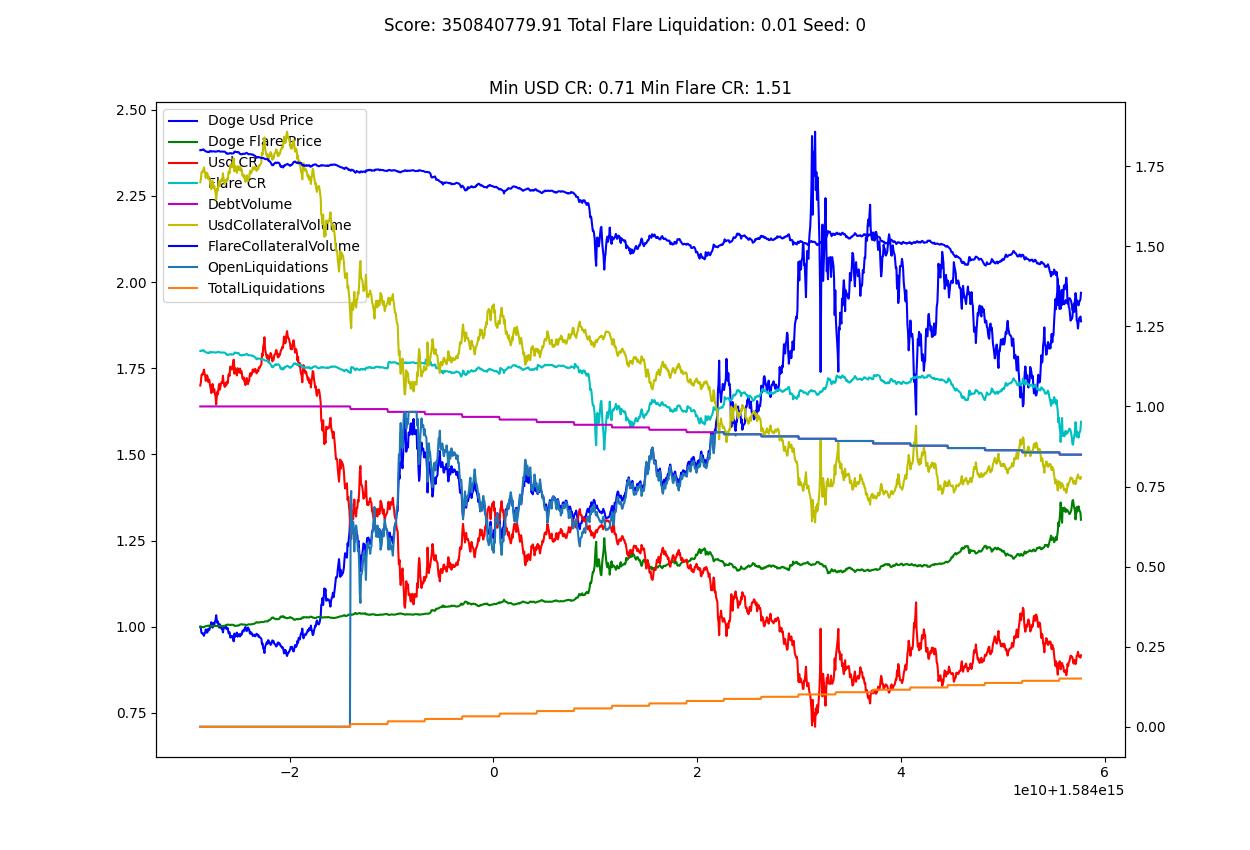 Score: 350840779.91 Total Flare Liquidation: 0.01 Seed: 0
Min USD CR: 0.71 Min Flare CR: 1.51
Doge Usd Price
Doge Flare Price
Usd CR
Flare CR
DebtVolume
UsdCollateralVolume
FlareCollateralVolume
OpenLiquidations
TotalLiquidations
2.50
2.25
2.00
1.75
1.50
1.25
1.00
0.75
1.75
1.50
1.25
1.00
0.75
0.50
0.25
0.00
−2
0
2
4
6
1e10+1.584e15